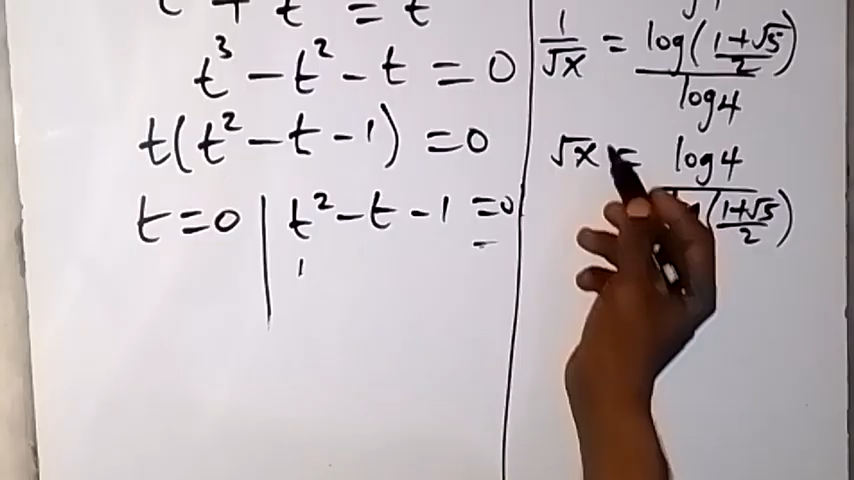 t³ - t² - t = 0
t(t² - t - 1) = 0
t = 0 | t² - t - 1 = 0
1/√x = log((1+√5)/2)/log4
√x = log4/((1+√5)/2)